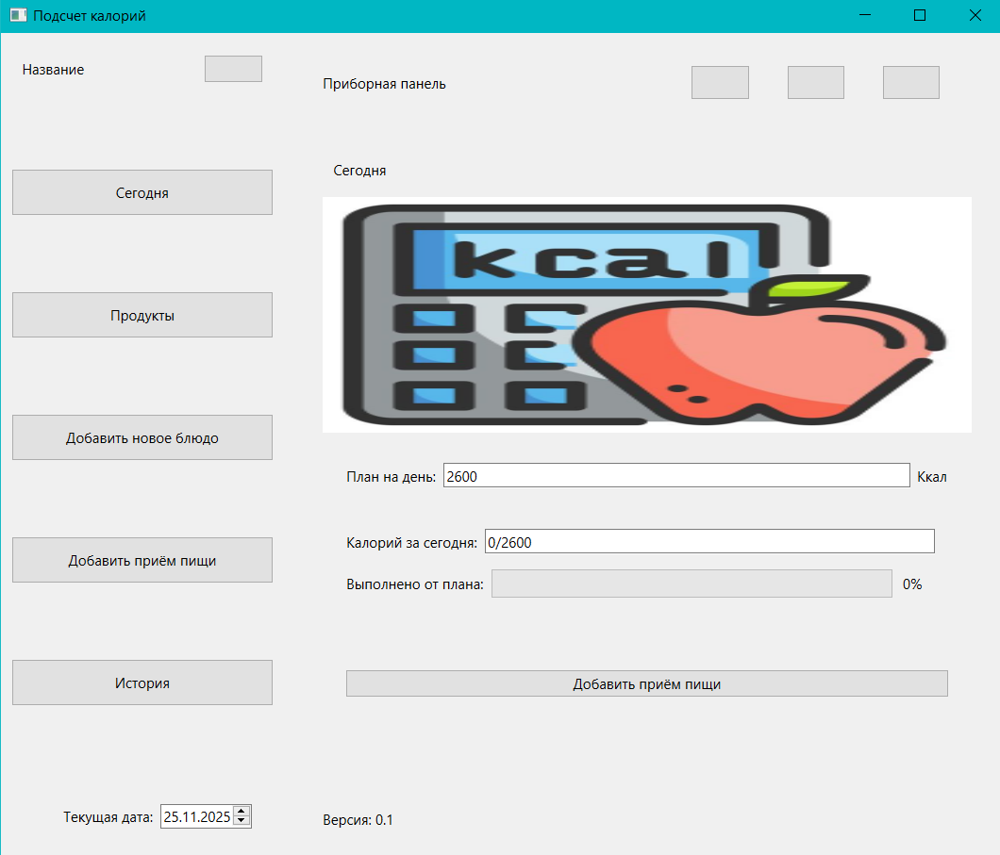 Подсчет калорий
Название
Приборная панель
Сегодня
Сегодня
kcal
Продукты
Добавить новое блюдо
План на день: 2600 Ккал
Калорий за сегодня: 0/2600
Добавить приём пищи
Выполнено от плана: 0%
История
Добавить приём пищи
Текущая дата: 25.11.2025
Версия: 0.1